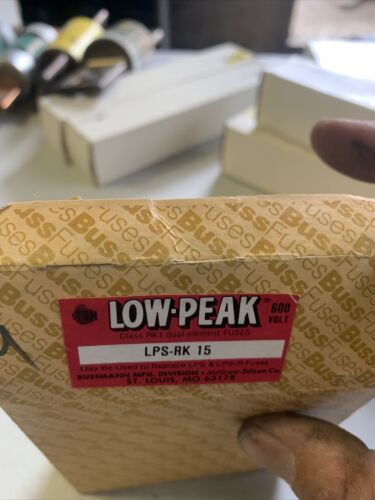 BussFuses
LOW-PEAK®
600 VOLT
Class RK1 dual-element FUSES
LPS-RK 15
May Be Used to Replace LPS & LPS-R Fuses
BUSSMANN MFG. DIVISION • McGraw-Edison Co.
ST. LOUIS, MO 63178